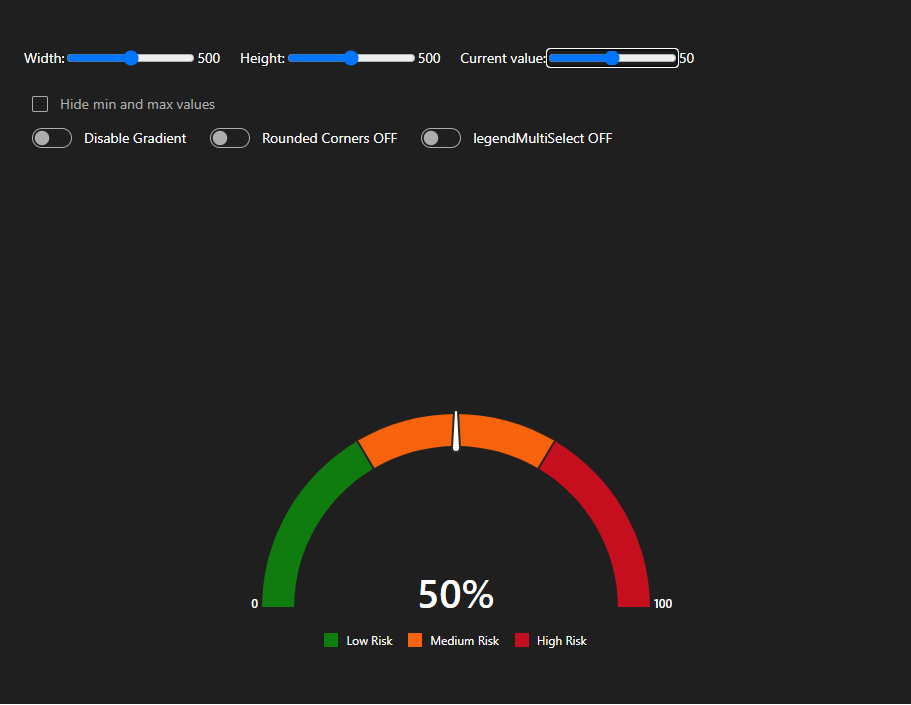 Width: 500 Height: 500 Current value: 50
Hide min and max values
Disable Gradient Rounded Corners OFF legendMultiSelect OFF
50%
0 100
Low Risk Medium Risk High Risk